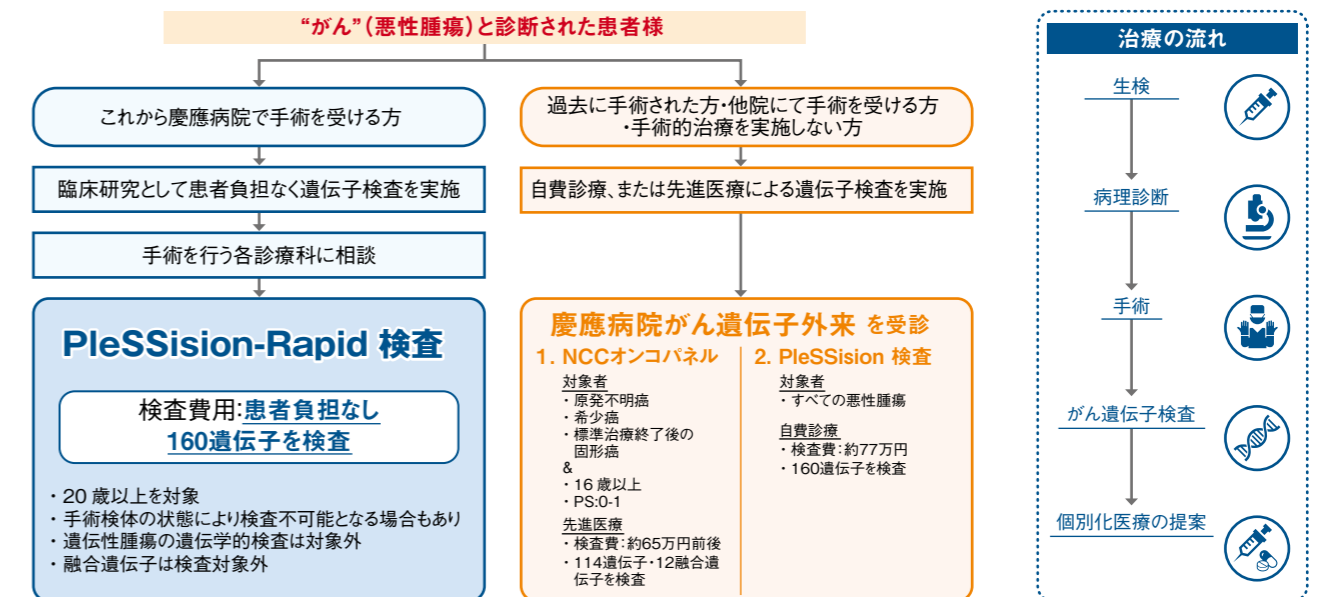 “がん”（悪性腫瘍）と診断された患者様
これから慶應病院で手術を受ける方
臨床研究として患者負担なく遺伝子検査を実施
手術を行う各診療科に相談
PleSSision-Rapid 検査
検査費用:患者負担なし
160遺伝子を検査
・20 歳以上を対象
・手術検体の状態により検査不可能となる場合もあり
・遺伝性腫瘍の遺伝学的検査は対象外
・融合遺伝子は検査対象外
過去に手術された方・他院にて手術を受ける方
・手術的治療を実施しない方
自費診療、または先進医療による遺伝子検査を実施
慶應病院がん遺伝子外来 を受診
1. NCCオンコパネル
対象者
・原発不明癌
・希少癌
・標準治療終了後の
固形癌
&
・16 歳以上
・PS:0-1
先進医療
・検査費：約65万円前後
・114遺伝子・12融合遺
伝子を検査
2. PleSSision 検査
対象者
・すべての悪性腫瘍
自費診療
・検査費：約77万円
・160遺伝子を検査
治療の流れ
生検
病理診断
手術
がん遺伝子検査
個別化医療の提案